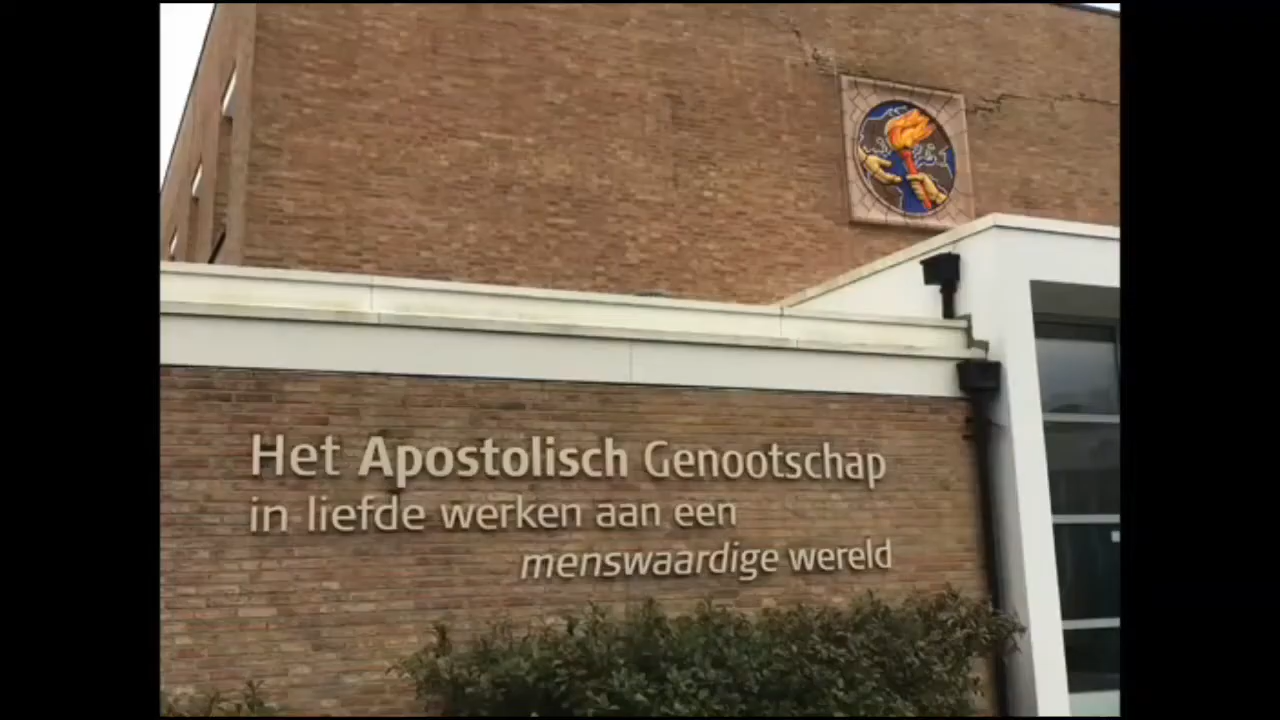 Het Apostolisch Genootschap
in liefde werken aan een
menswaardige wereld